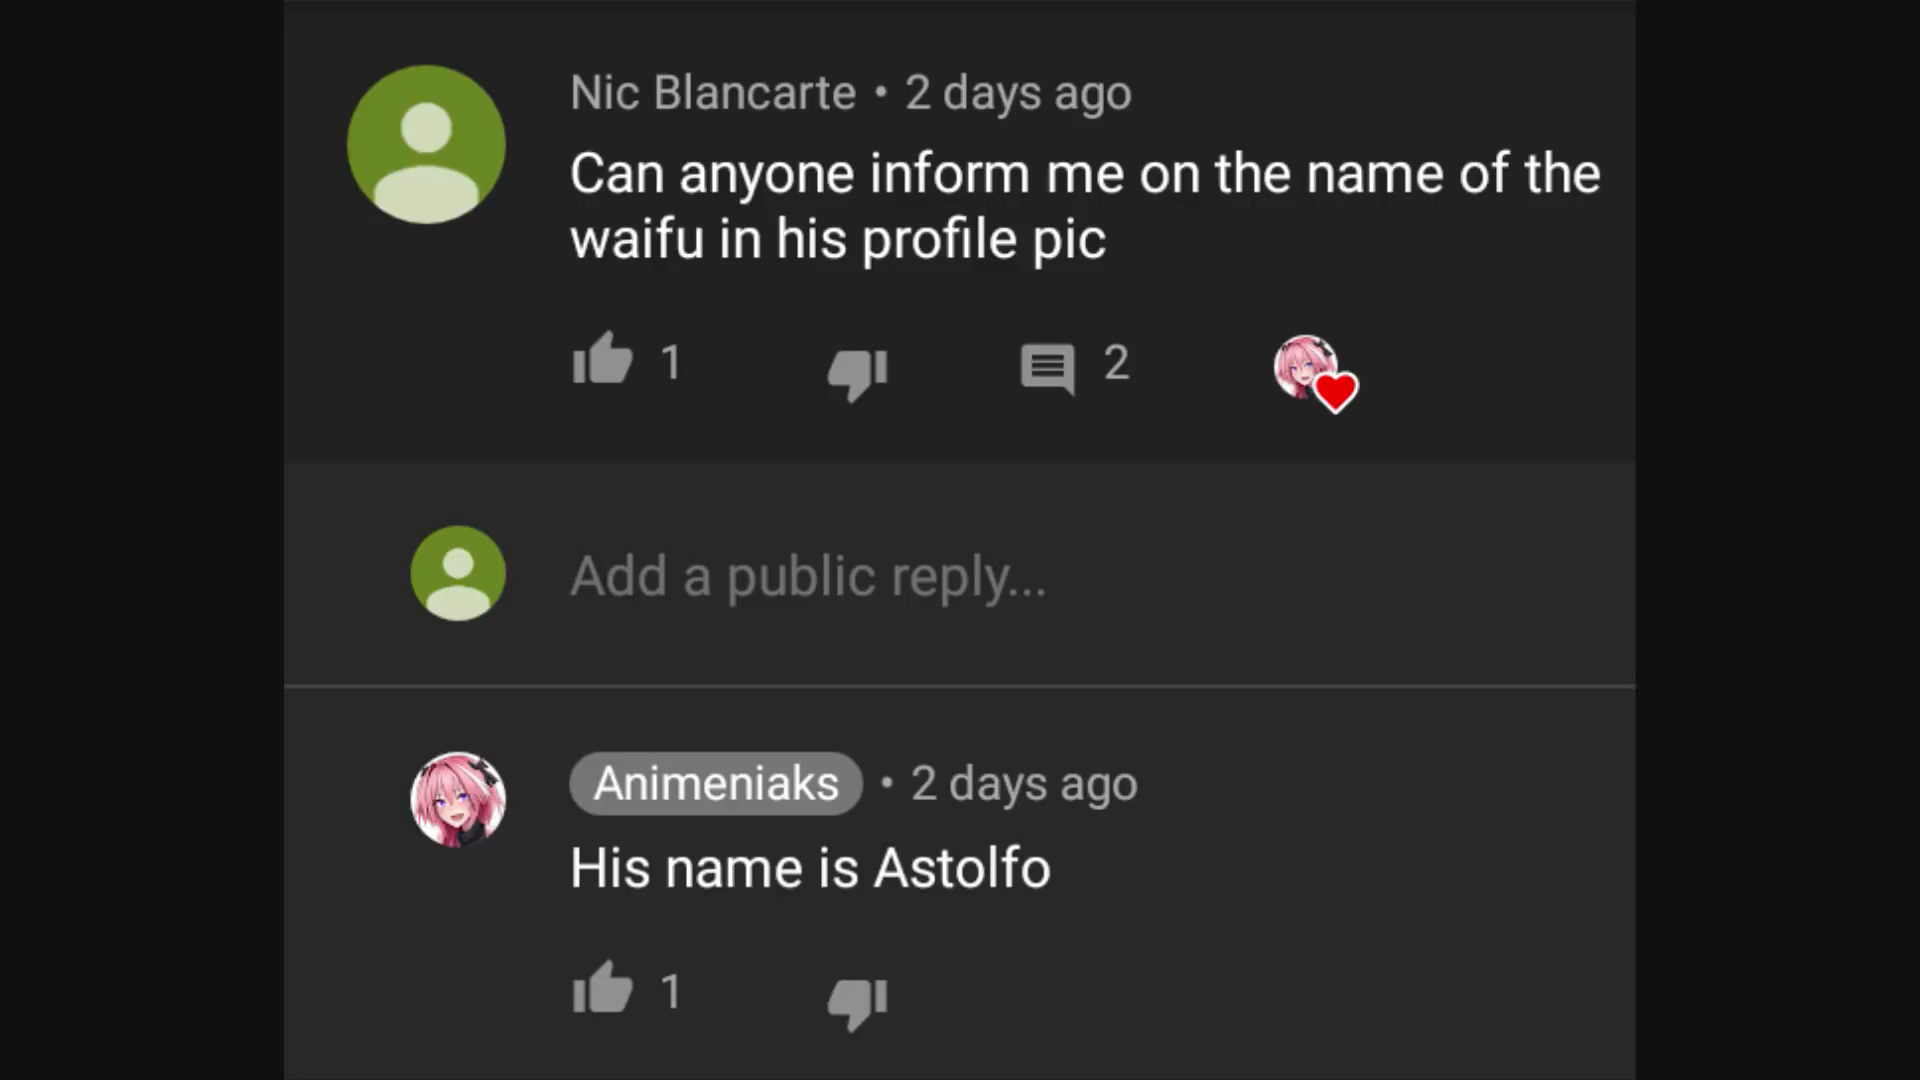 Nic Blancarte • 2 days ago
Can anyone inform me on the name of the
waifu in his profile pic
1 2
Add a public reply...
Animeniaks • 2 days ago
His name is Astolfo
1